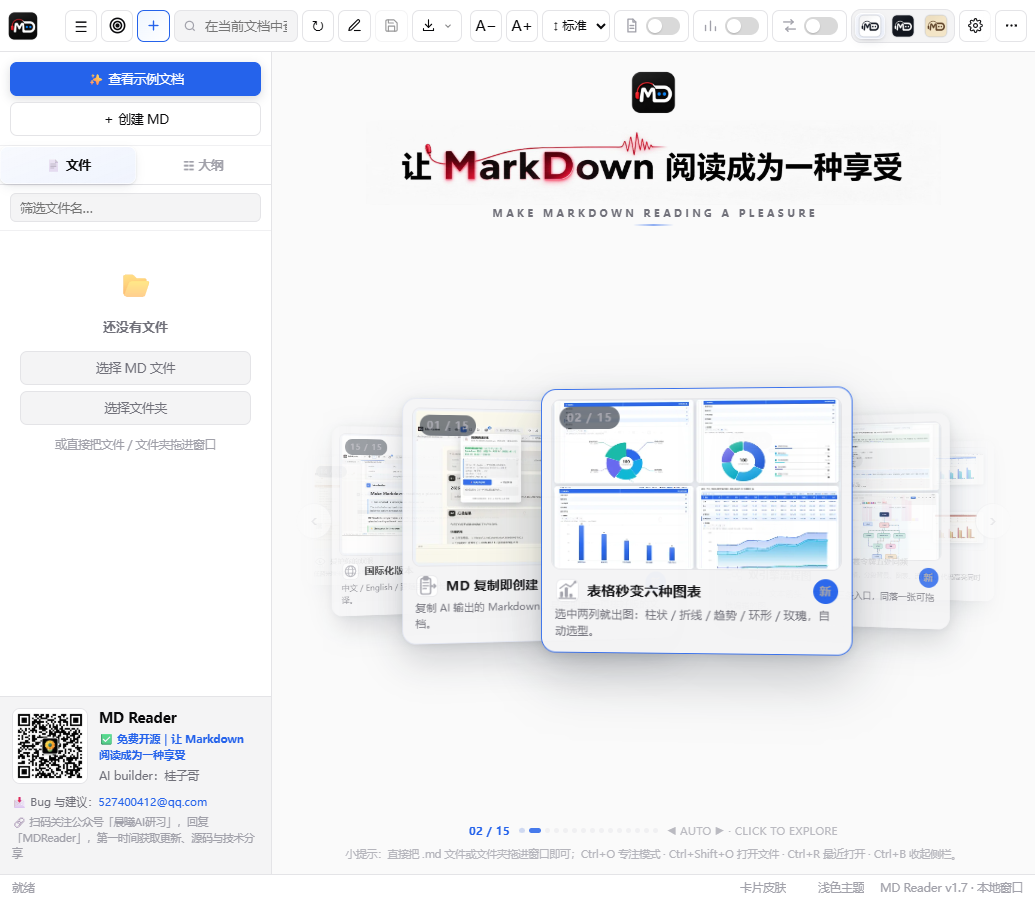 MD
在当前文档中查
A−
A+
标准
MD
MD
MD
✨ 查看示例文档
+ 创建 MD
文件
大纲
筛选文件名...
还没有文件
选择 MD 文件
选择文件夹
或直接把文件 / 文件夹拖进窗口
MD
让 MarkDown 阅读成为一种享受
MAKE MARKDOWN READING A PLEASURE
15 / 15
国际化版
中文 / English /
译。
01 / 15
MD 复制即创建
复制 AI 输出的 Markdown
档。
02 / 15
表格秒变六种图表
新
选中两列就出图：柱状 / 折线 / 趋势 / 环形 / 玫瑰，自
动选型。
新
入口，同落一张可拖
MD Reader
✅ 免费开源 | 让 Markdown
阅读成为一种享受
AI builder：桂子哥
Bug 与建议：527400412@qq.com
扫码关注公众号「晨曦AI研习」，回复
「MDReader」，第一时间获取更新、源码与技术分
享
02 / 15
◀ AUTO ▶ · CLICK TO EXPLORE
小提示：直接把 .md 文件或文件夹拖进窗口即可；Ctrl+O 专注模式 · Ctrl+Shift+O 打开文件 · Ctrl+R 最近打开 · Ctrl+B 收起侧栏。
就绪
卡片皮肤
浅色主题
MD Reader v1.7 · 本地窗口